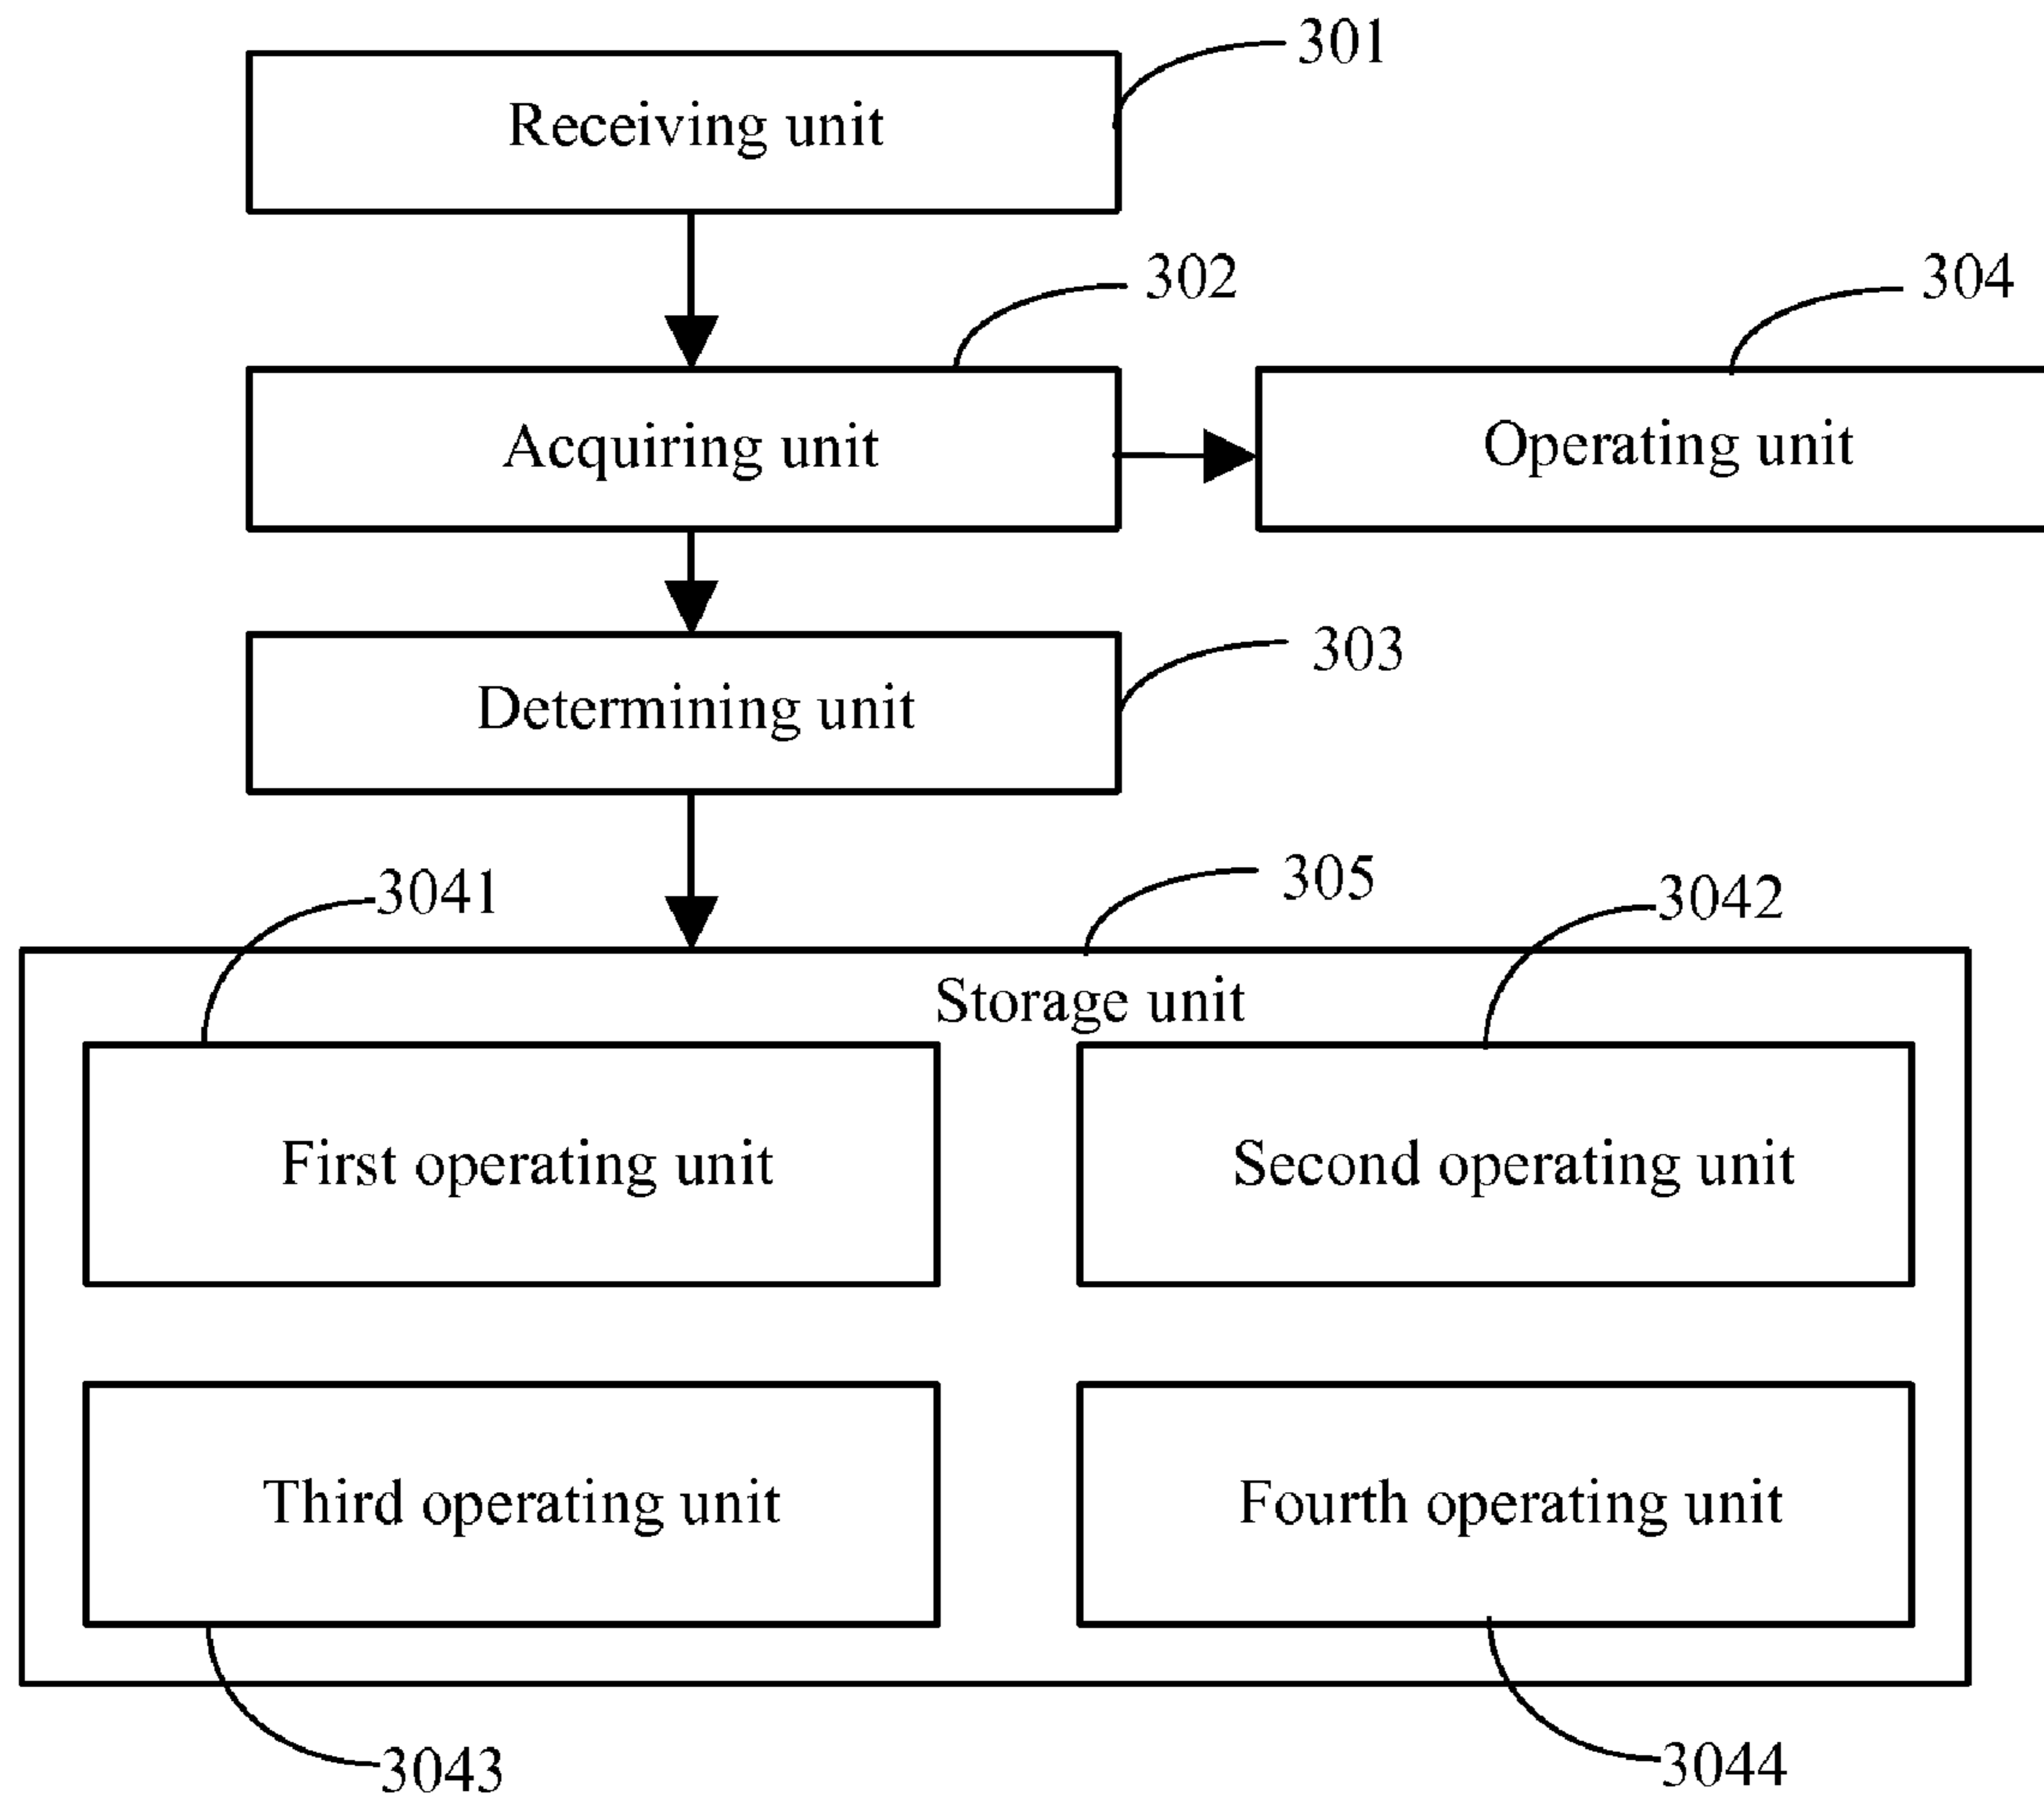 301
Receiving unit
302
304
Acquiring unit
Operating unit
303
Determining unit
3041
305
3042
Storage unit
First operating unit
Second operating unit
Third operating unit
Fourth operating unit
3043
3044